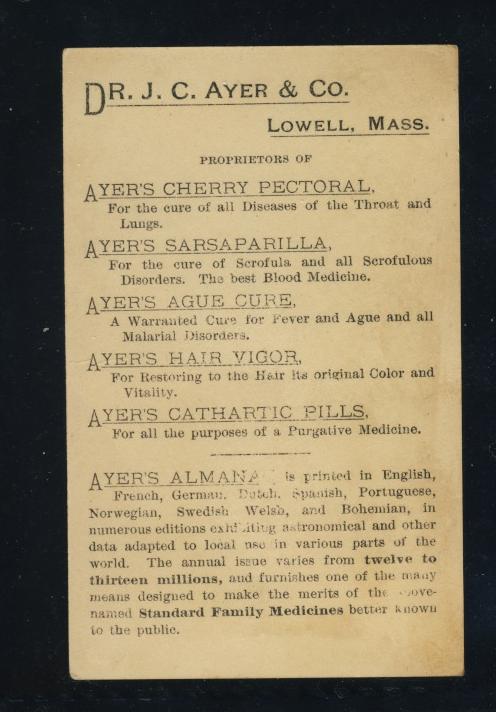 DR. J. C. AYER & CO.
LOWELL, MASS.
PROPRIETORS OF
AYER'S CHERRY PECTORAL,
For the cure of all Diseases of the Throat and
Lungs.
AYER'S SARSAPARILLA,
For the cure of Scrofula and all Scrofulous
Disorders. The best Blood Medicine.
AYER'S AGUE CURE,
A Warranted Cure for Fever and Ague and all
Malarial Disorders.
AYER'S HAIR VIGOR,
For Restoring to the Hair its original Color and
Vitality.
AYER'S CATHARTIC PILLS,
For all the purposes of a Purgative Medicine.
AYER'S ALMANA is printed in English,
French, German, Dutch, Spanish, Portuguese,
Norwegian, Swedish Welsh, and Bohemian, in
numerous editions exhibiting astronomical and other
data adapted to local use in various parts of the
world. The annual issue varies from twelve to
thirteen millions, and furnishes one of the many
means designed to make the merits of the ove-
named Standard Family Medicines better known
to the public.